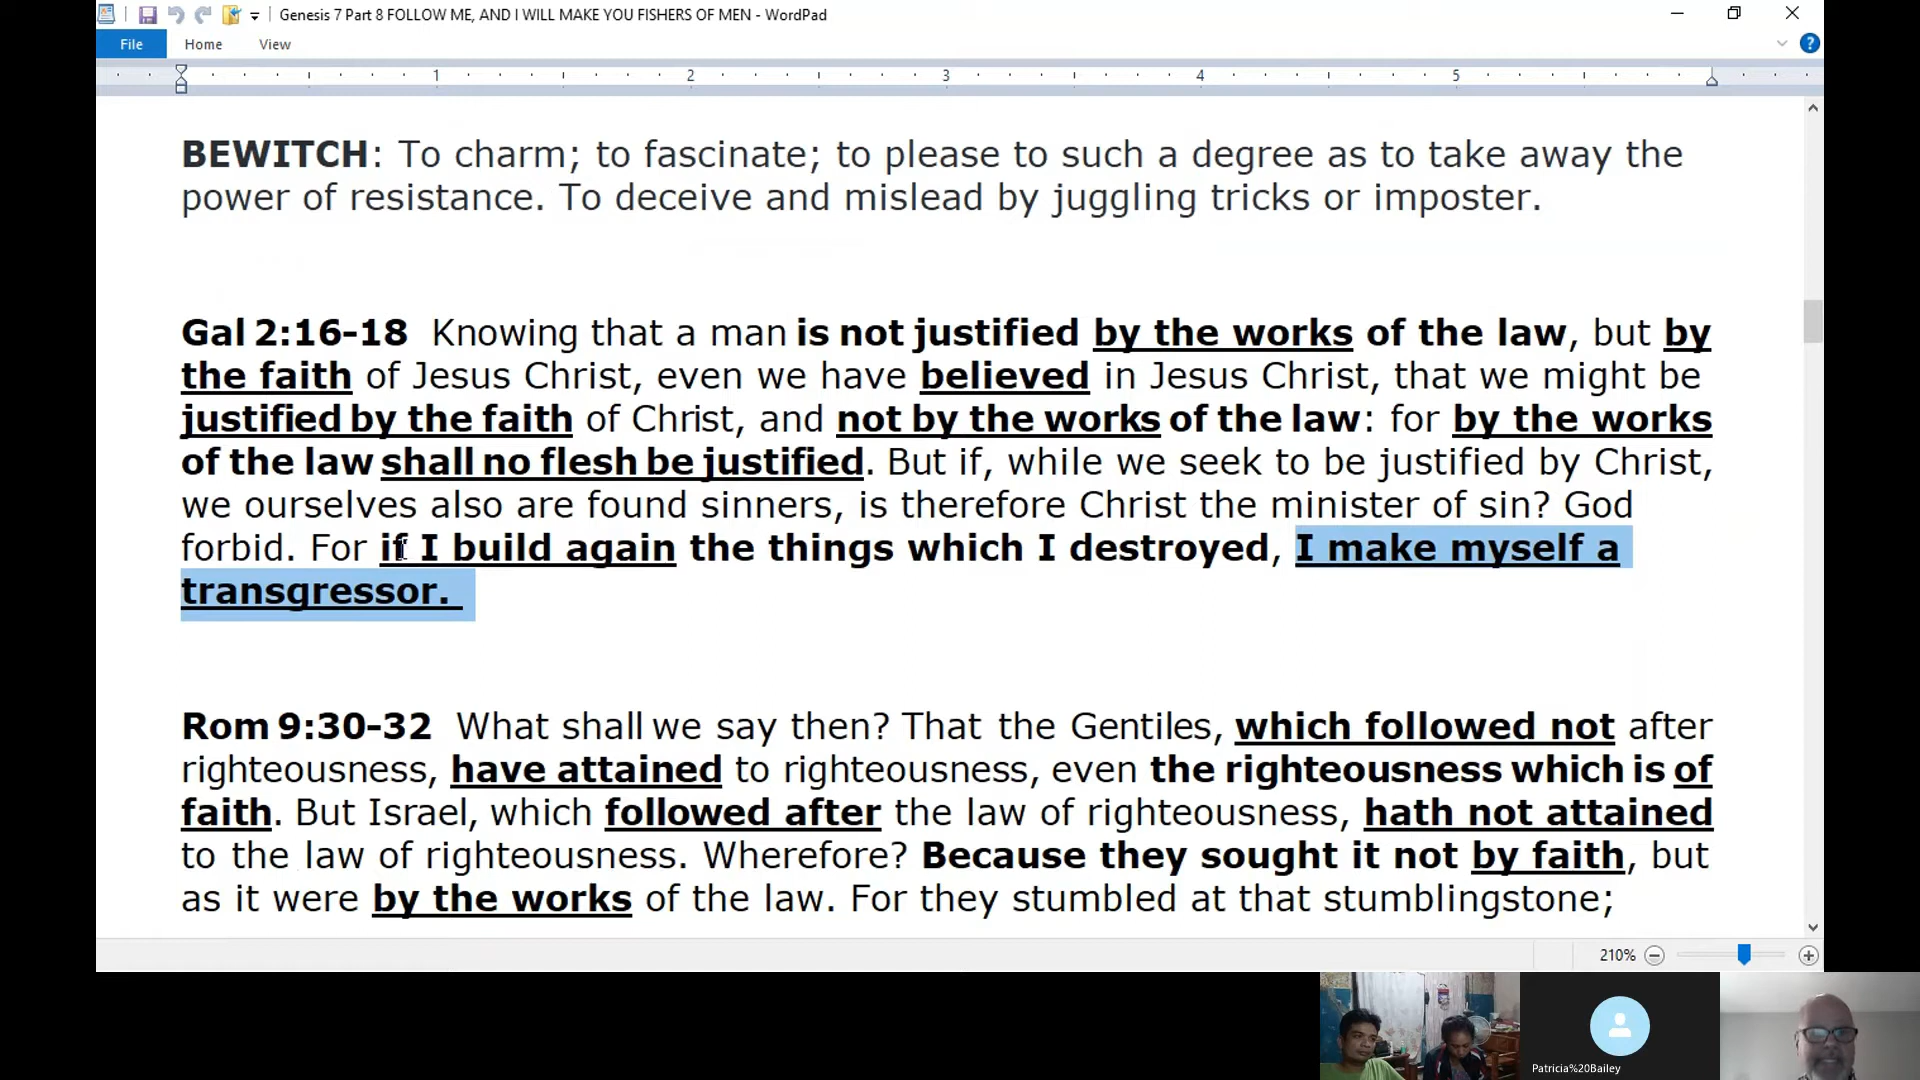 Genesis 7 Part 8 FOLLOW ME, AND I WILL MAKE YOU FISHERS OF MEN - WordPad
File Home View
1 2 3 4 5
BEWITCH: To charm; to fascinate; to please to such a degree as to take away the
power of resistance. To deceive and mislead by juggling tricks or imposter.
Gal 2:16-18 Knowing that a man is not justified by the works of the law, but by
the faith of Jesus Christ, even we have believed in Jesus Christ, that we might be
justified by the faith of Christ, and not by the works of the law: for by the works
of the law shall no flesh be justified. But if, while we seek to be justified by Christ,
we ourselves also are found sinners, is therefore Christ the minister of sin? God
forbid. For if I build again the things which I destroyed, I make myself a
transgressor.
Rom 9:30-32 What shall we say then? That the Gentiles, which followed not after
righteousness, have attained to righteousness, even the righteousness which is of
faith. But Israel, which followed after the law of righteousness, hath not attained
to the law of righteousness. Wherefore? Because they sought it not by faith, but
as it were by the works of the law. For they stumbled at that stumblingstone;
210%
Patricia%20Bailey